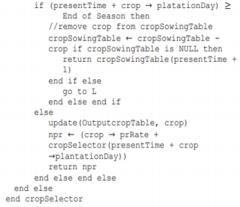 if (presentTime + crop → platationDay) ≥
End of Season then
//remove crop from cropSowingTable
cropSowingTable ← cropSowingTable -
crop if cropSowingTable is NULL then
return cropSowingTable(presentTime +
1)
end if else
go to L
end else end if
else
update(OutputcropTable, crop)
npr ← (crop → prRate +
cropSelector(presentTime + crop
→plantationDay))
return npr
end else end else
end else
end cropSelector